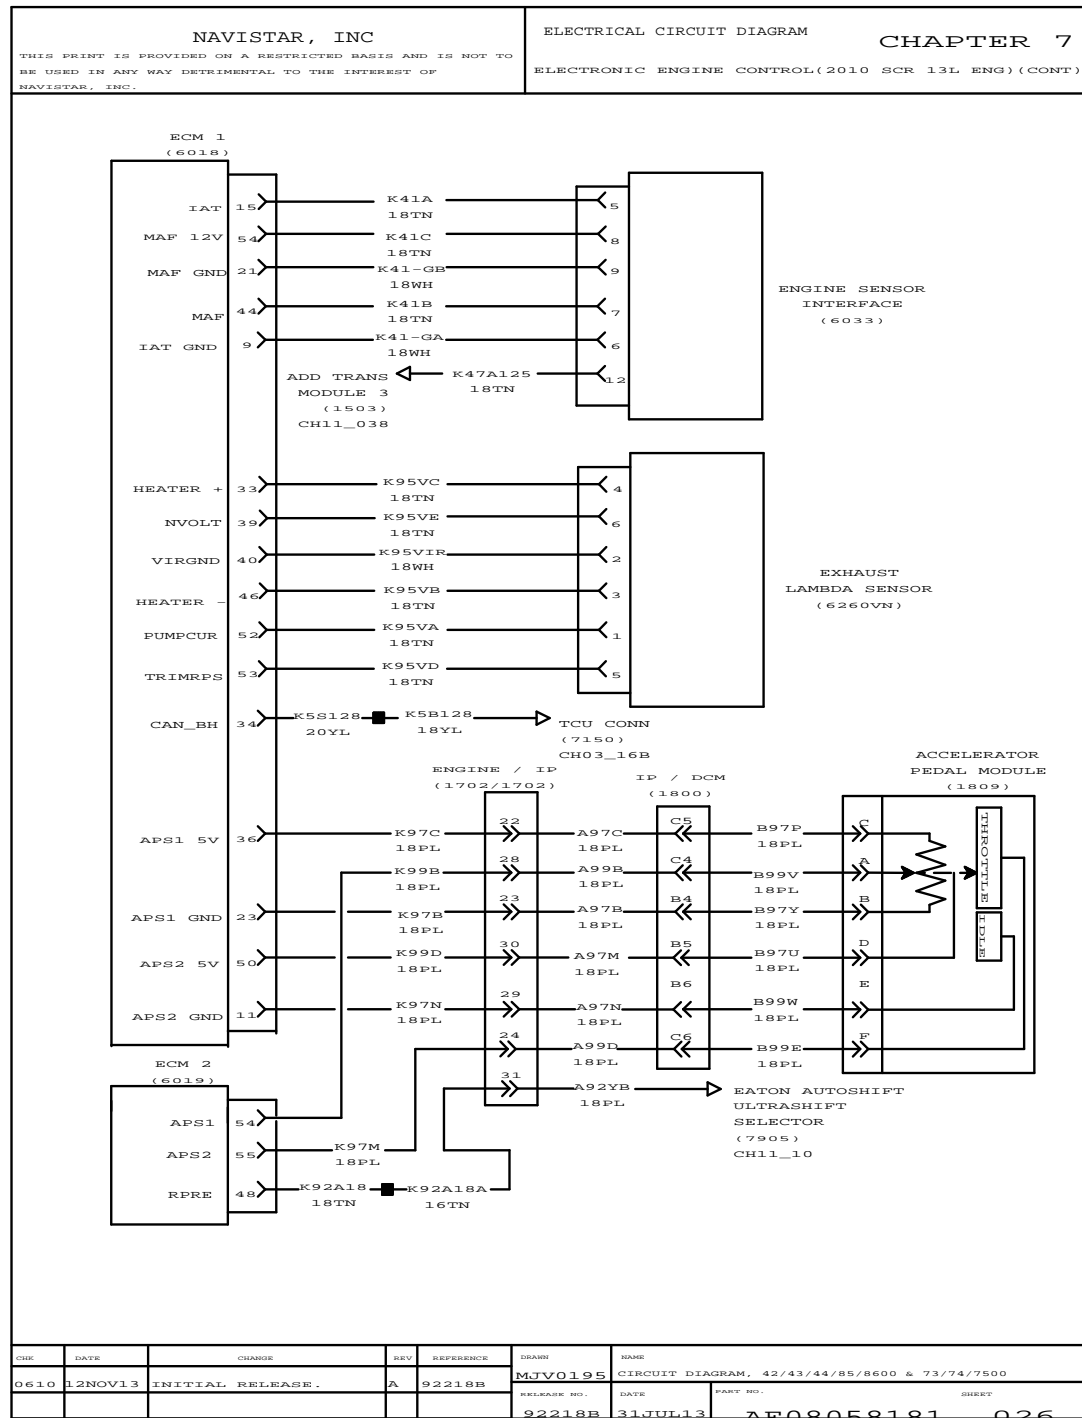 NAVISTAR, INC
THIS PRINT IS PROVIDED ON A RESTRICTED BASIS AND IS NOT TO
BE USED IN ANY WAY DETRIMENTAL TO THE INTEREST OF
NAVISTAR, INC.
ELECTRICAL CIRCUIT DIAGRAM
CHAPTER 7
ELECTRONIC ENGINE CONTROL(2010 SCR 13L ENG)(CONT)
ECM 1
(6018)
IAT 15 K41A 5
18TN
MAF 12V 54 K41C 8
18TN
MAF GND 21 K41-GB 9
18WH
MAF 44 K41B 7
18TN
IAT GND 9 K41-GA 6
18WH
ENGINE SENSOR
INTERFACE
(6033)
ADD TRANS
MODULE 3
(1503)
CH11_038
K47A125 12
18TN
HEATER + 33 K95VC 4
18TN
NVOLT 39 K95VE 6
18TN
VIRGND 40 K95VIR 2
18WH
HEATER - 46 K95VB 3
18TN
PUMPCUR 52 K95VA 1
18TN
TRIMRPS 53 K95VD 5
18TN
EXHAUST
LAMBDA SENSOR
(6260VN)
CAN_BH 34 K5S128 K5B128
20YL 18YL
TCU CONN
(7150)
CH03_16B
ENGINE / IP
(1702/1702)
IP / DCM
(1800)
ACCELERATOR
PEDAL MODULE
(1809)
APS1 5V 36 K97C 22 A97C C5 B97P C
18PL 18PL 18PL
K99B 28 A99B C4 B99V A
18PL 18PL 18PL
APS1 GND 23 K97B 23 A97B B4 B97Y B
18PL 18PL 18PL
APS2 5V 50 K99D 30 A97M B5 B97U D
18PL 18PL 18PL
APS2 GND 11 K97N 29 A97N B6 B99W E
18PL 18PL 18PL
24 A99D C6 B99E F
18PL 18PL
31 A92YB
18PL
THROTTLE
IDLE
EATON AUTOSHIFT
ULTRASHIFT
SELECTOR
(7905)
CH11_10
ECM 2
(6019)
APS1 54
APS2 55 K97M
18PL
RPRE 48 K92A18 K92A18A
18TN 16TN
CHK DATE CHANGE REV REFERENCE
0610 12NOV13 INITIAL RELEASE. A 92218B
DRAWN NAME
MJV0195 CIRCUIT DIAGRAM, 42/43/44/85/8600 & 73/74/7500
RELEASE NO. DATE PART NO. SHEET
92218B 31JUL13 AF08058181 026